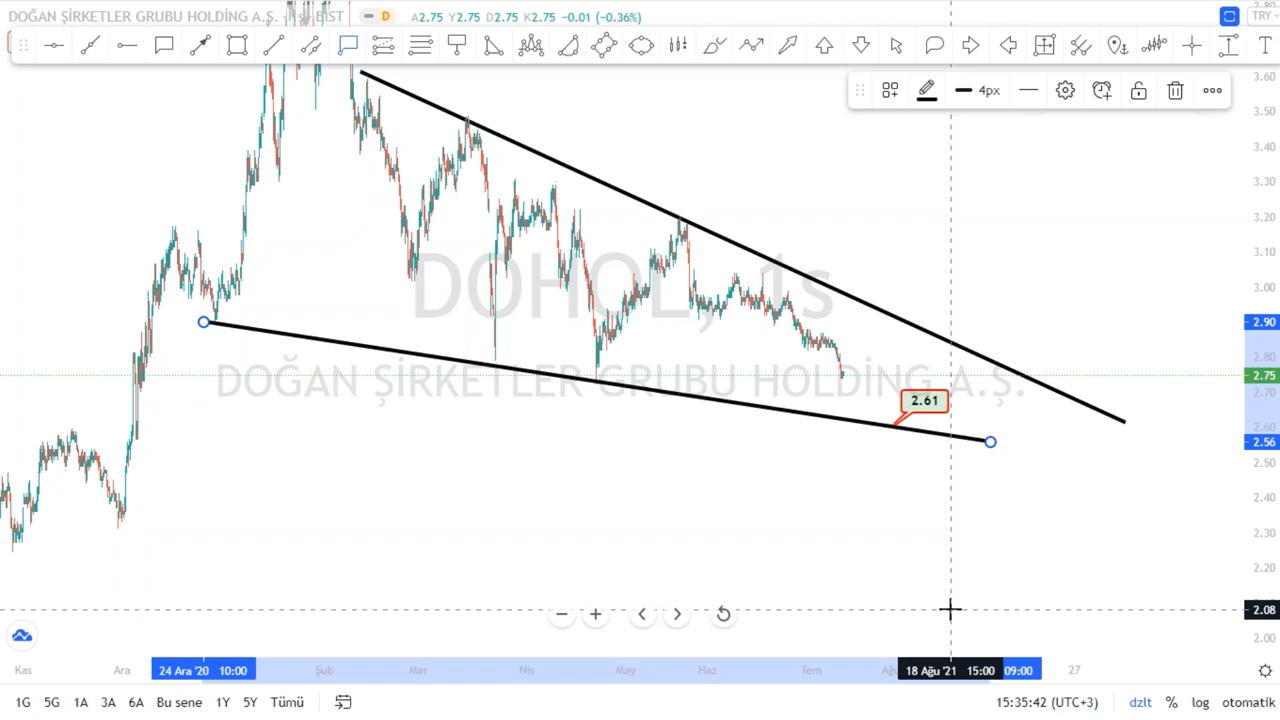 DOĞAN ŞİRKETLER GRUBU HOLDİNG A.Ş. · 1s · BIST D A2.75 Y2.75 D2.75 K2.75 -0.01 (-0.36%)
TRY
4px
3.60
3.50
3.40
3.30
3.20
3.10
3.00
2.90
2.80
2.75
2.70
2.60
2.56
2.50
2.40
2.30
2.20
2.08
2.00
DOHOL, 1s
DOĞAN ŞİRKETLER GRUBU HOLDİNG A.Ş.
2.61
Kas Ara 24 Ara '20 10:00 Şub Mar Nis May Haz Tem 18 Ağu '21 15:00 09:00 27
1G 5G 1A 3A 6A Bu sene 1Y 5Y Tümü 15:35:42 (UTC+3) dzlt % log otomatik